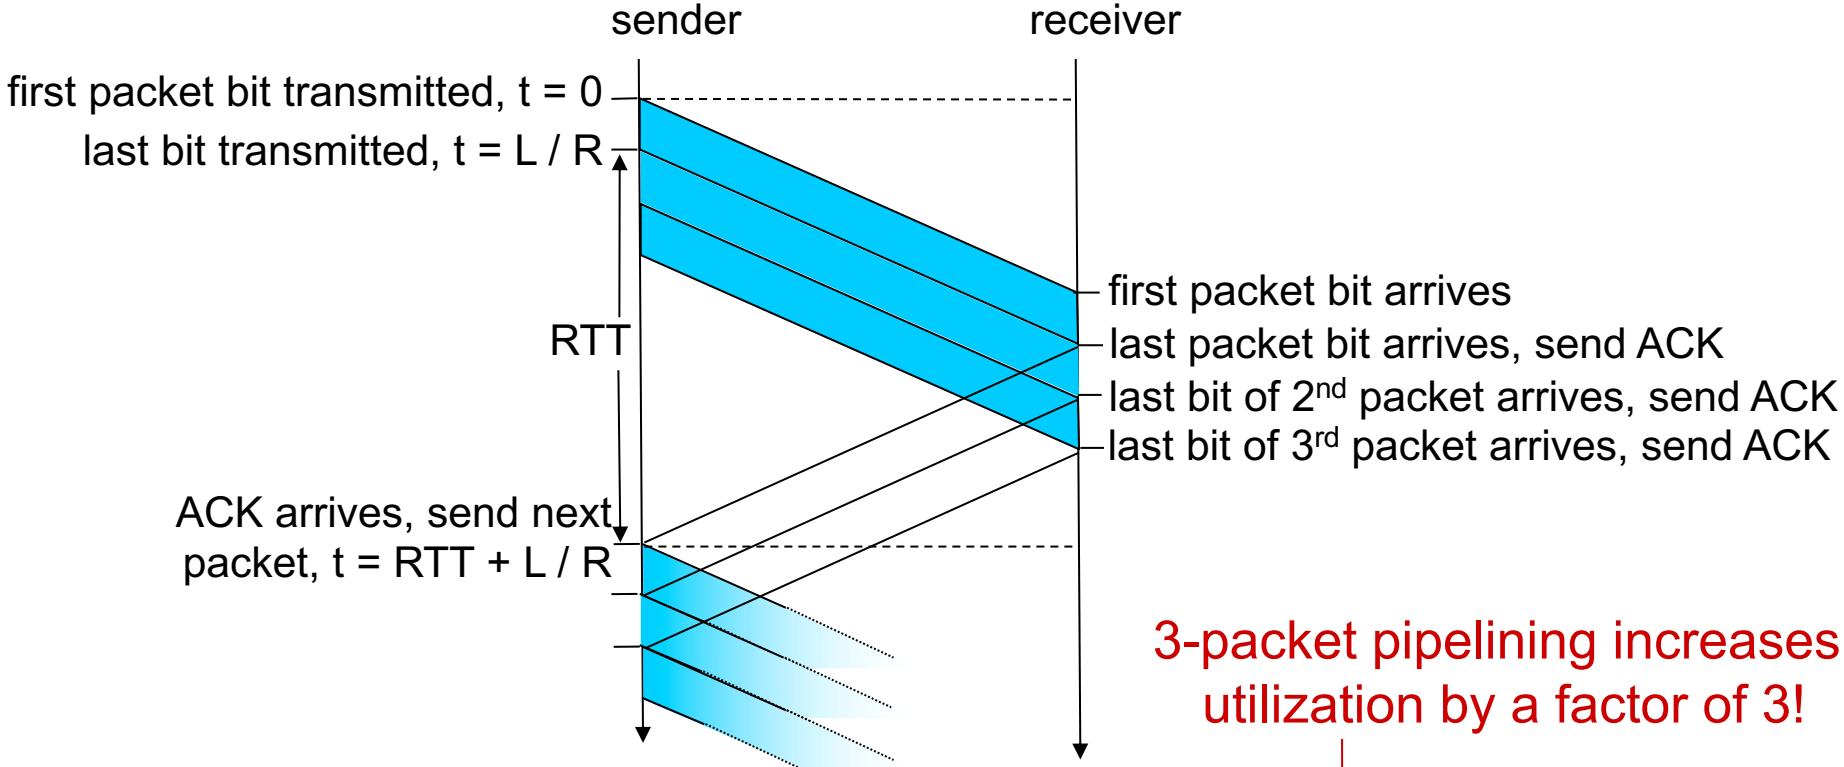 sender
receiver
first packet bit transmitted, t = 0
last bit transmitted, t = L / R
first packet bit arrives
RTT
last packet bit arrives, send ACK
last bit of 2nd packet arrives, send ACK
last bit of 3rd packet arrives, send ACK
ACK arrives, send next
packet, t = RTT + L / R
3-packet pipelining increases
utilization by a factor of 3!